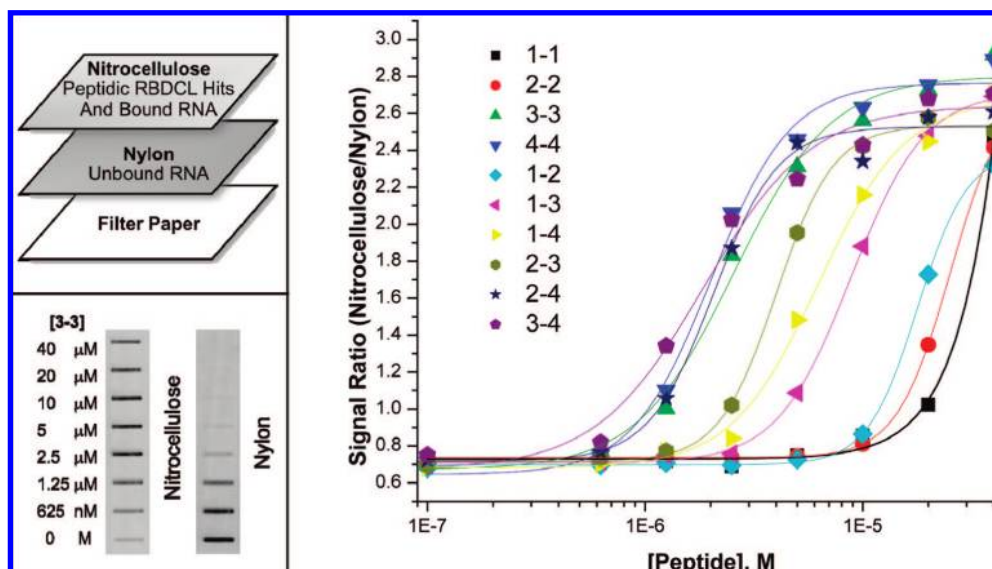 Nitrocellulose
Peptidic RBDCL Hits
And Bound RNA
Nylon
Unbound RNA
Filter Paper
[3-3]
40 µM
20 µM
10 µM
5 µM
2.5 µM
1.25 µM
625 nM
0 M
Nitrocellulose
Nylon
Signal Ratio (Nitrocellulose/Nylon)
3.0
2.8
2.6
2.4
2.2
2.0
1.8
1.6
1.4
1.2
1.0
0.8
0.6
1-1
2-2
3-3
4-4
1-2
1-3
1-4
2-3
2-4
3-4
1E-7
1E-6
1E-5
[Peptide], M